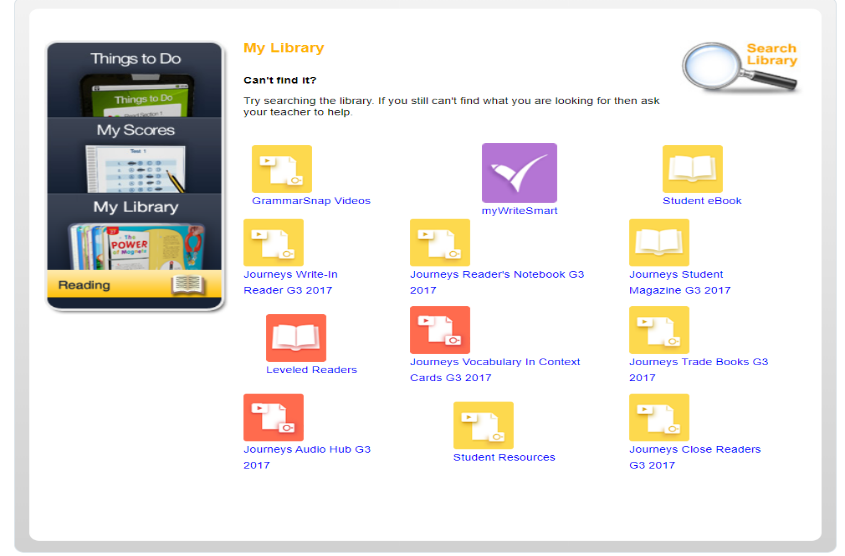 Things to Do
Things to Do
My Scores
Test 1
My Library
The
POWER
of Magnets
Reading
My Library
Search
Library
Can't find it?
Try searching the library. If you still can't find what you are looking for then ask
your teacher to help.
GrammarSnap Videos
myWriteSmart
Student eBook
Journeys Write-In
Reader G3 2017
Journeys Reader's Notebook G3
2017
Journeys Student
Magazine G3 2017
Leveled Readers
Journeys Vocabulary In Context
Cards G3 2017
Journeys Trade Books G3
2017
Journeys Audio Hub G3
2017
Student Resources
Journeys Close Readers
G3 2017